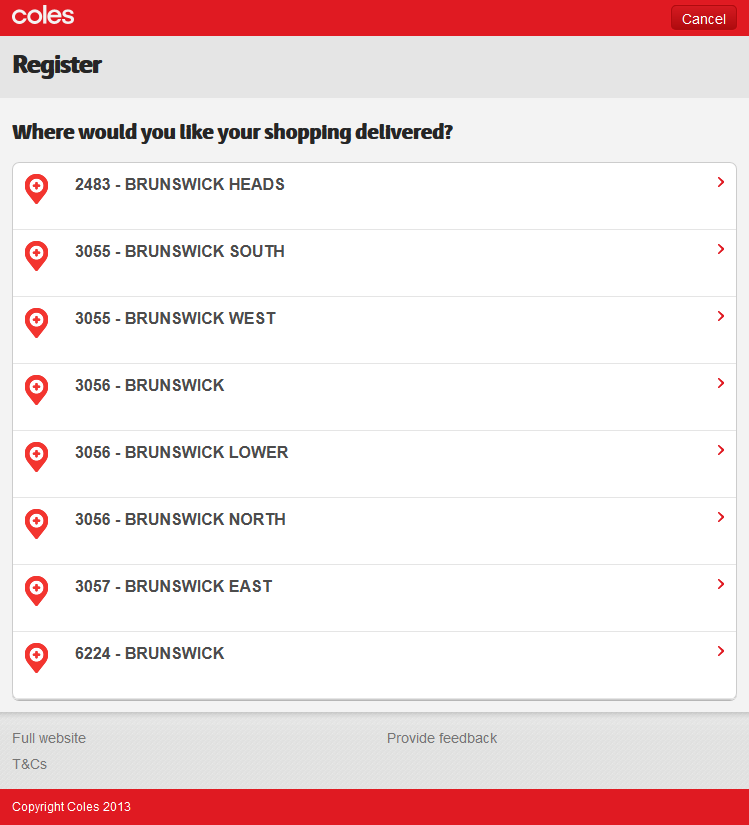 coles
Cancel
Register
Where would you like your shopping delivered?
2483 - BRUNSWICK HEADS
3055 - BRUNSWICK SOUTH
3055 - BRUNSWICK WEST
3056 - BRUNSWICK
3056 - BRUNSWICK LOWER
3056 - BRUNSWICK NORTH
3057 - BRUNSWICK EAST
6224 - BRUNSWICK
Full website
Provide feedback
T&Cs
Copyright Coles 2013